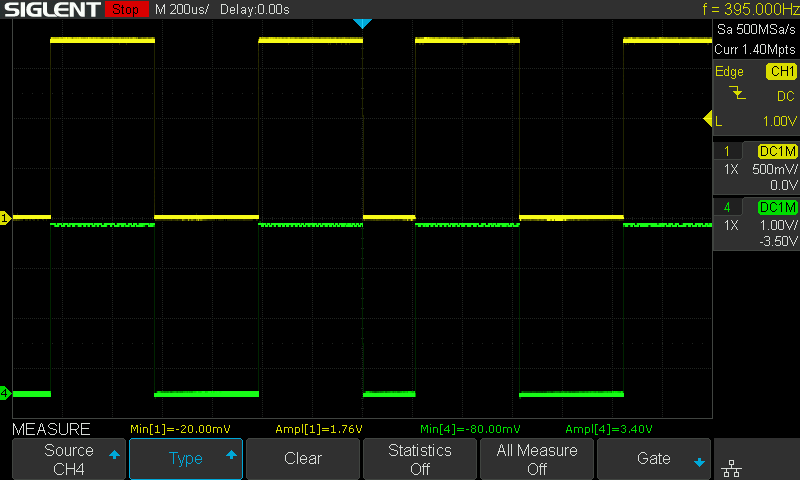 SIGLENT Stop M 200us/ Delay:0.00s f = 395.000Hz
Sa 500MSa/s
Curr 1.40Mpts
Edge CH1
DC
L 1.00V
1 DC1M
1X 500mV/
0.0V
4 DC1M
1X 1.00V/
-3.50V
1
4
MEASURE Min[1]=-20.00mV Ampl[1]=1.76V Min[4]=-80.00mV Ampl[4]=3.40V
Source
CH4
Type
Clear
Statistics
Off
All Measure
Off
Gate